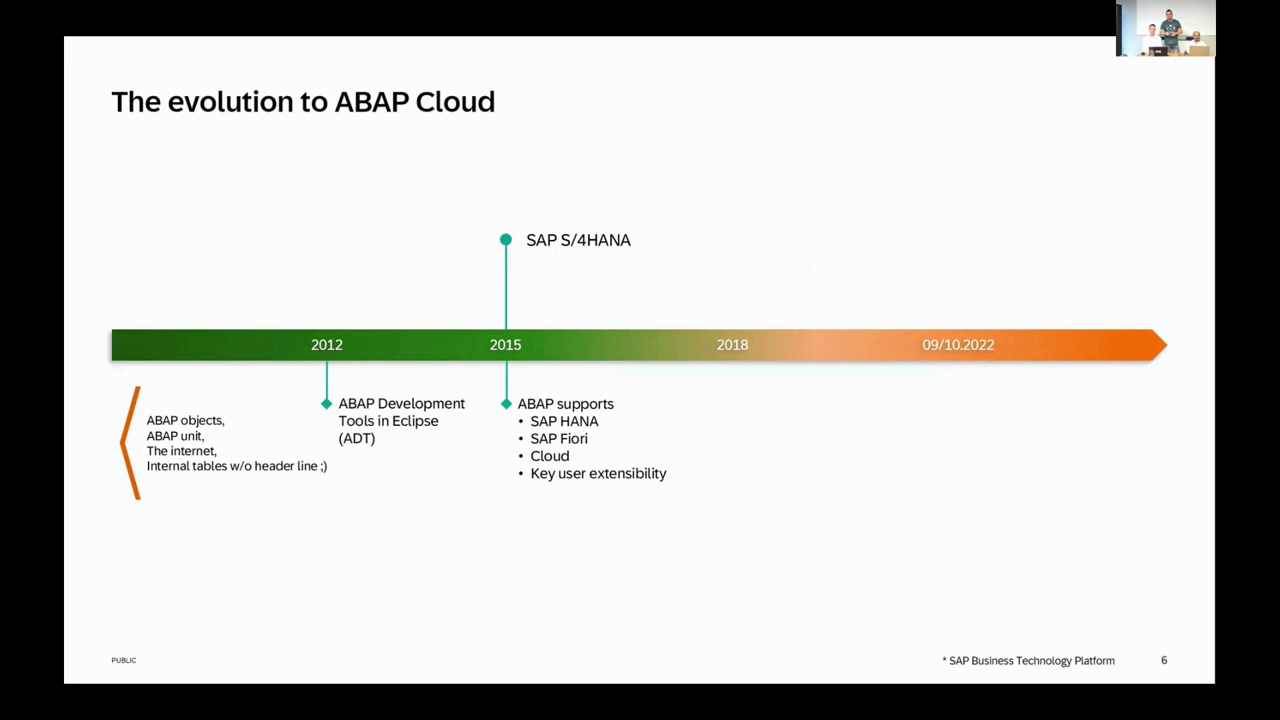 The evolution to ABAP Cloud
SAP S/4HANA
2012
2015
2018
09/10.2022
ABAP objects,
ABAP unit,
The internet,
Internal tables w/o header line ;)
ABAP Development
Tools in Eclipse
(ADT)
ABAP supports
• SAP HANA
• SAP Fiori
• Cloud
• Key user extensibility
PUBLIC
* SAP Business Technology Platform
6